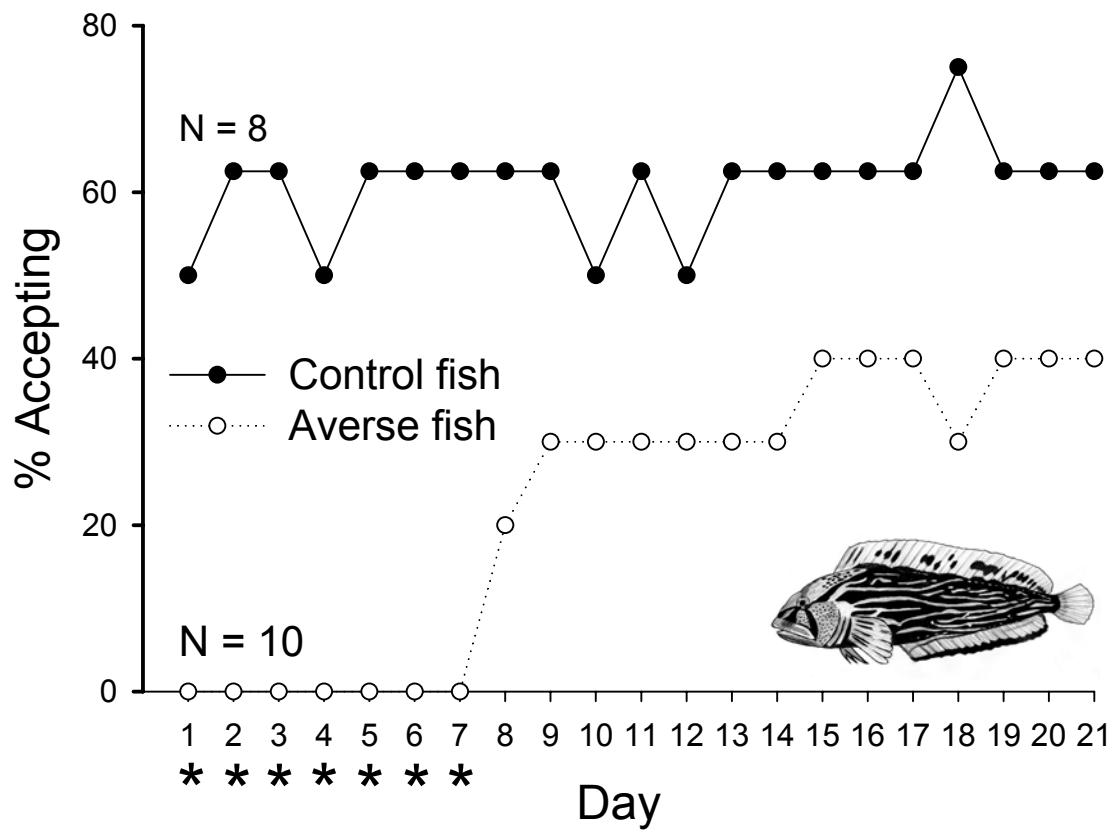 80
N = 8
60
% Accepting
40
Control fish
Averse fish
20
N = 10
0
1 2 3 4 5 6 7 8 9 10 11 12 13 14 15 16 17 18 19 20 21
* * * * * * *
Day